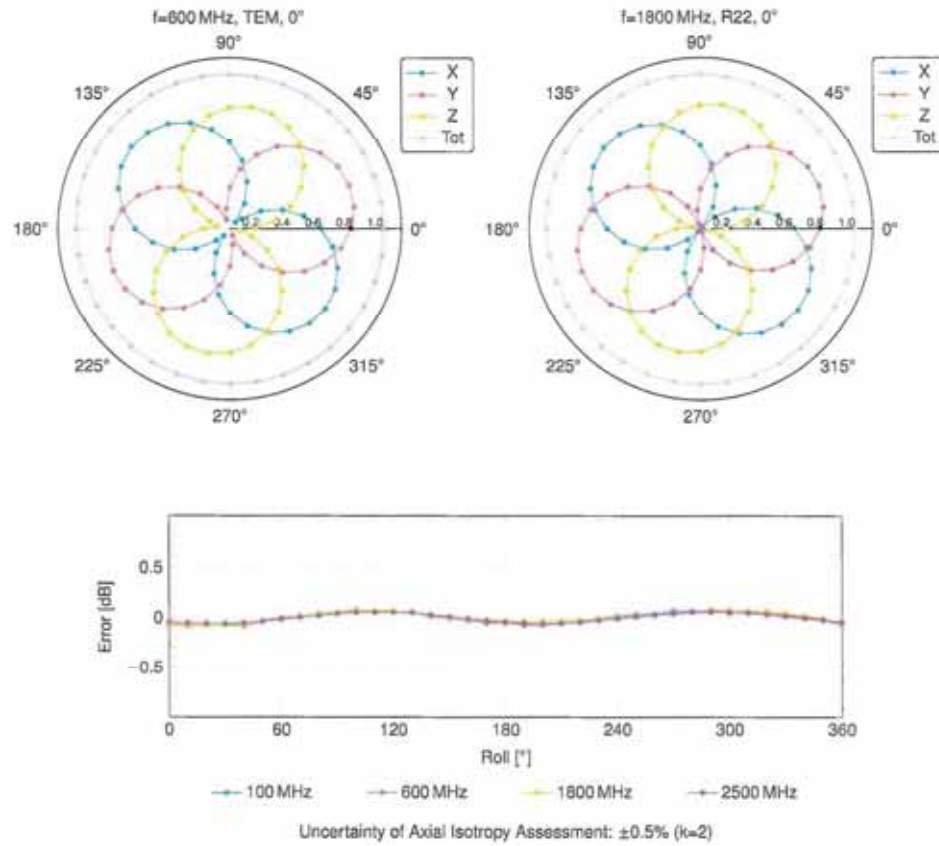 f=600 MHz, TEM, 0°
90°
135°
45°
X
Y
Z
Tot
180°
0.2 0.4 0.6 0.8 1.0
0°
225°
315°
270°
f=1800 MHz, R22, 0°
90°
135°
45°
X
Y
Z
Tot
180°
0.2 0.4 0.6 0.8 1.0
0°
225°
315°
270°
Error [dB]
0.5
0
−0.5
0 60 120 180 240 300 360
Roll [°]
100 MHz 600 MHz 1800 MHz 2500 MHz
Uncertainty of Axial Isotropy Assessment: ±0.5% (k=2)